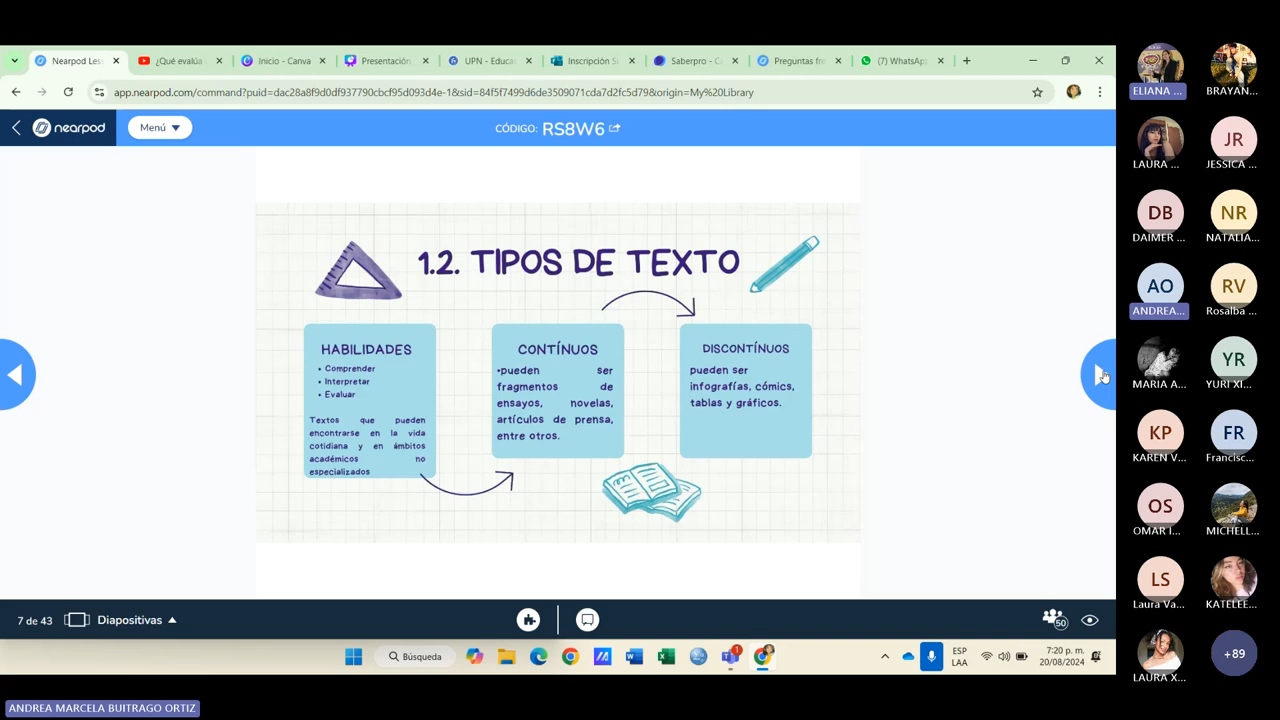 Nearpod Les
¿Qué evalúa
Inicio - Canva
Presentación
UPN - Educa
Inscripción S
Saberpro - C
Preguntas fre
(7) WhatsApp
app.nearpod.com/command?puid=dac28a8f9d0df937790cbcf95d093d4e-1&sid=84f5f7499d6de3509071cda7d2fc5d79&origin=My%20Library
nearpod
Menú
CÓDIGO: RS8W6
1.2. TIPOS DE TEXTO
HABILIDADES
• Comprender
• Interpretar
• Evaluar
Textos que pueden
encontrarse en la vida
cotidiana y en ámbitos
académicos no
especializados
CONTÍNUOS
•pueden ser
fragmentos de
ensayos, novelas,
artículos de prensa,
entre otros.
DISCONTÍNUOS
pueden ser
infografías, cómics,
tablas y gráficos.
7 de 43
Diapositivas
50
Búsqueda
1
ESP
LAA
7:20 p. m.
20/08/2024
ELIANA ...
BRAYAN...
LAURA ...
JR
JESSICA ...
DB
DAIMER ...
NR
NATALIA...
AO
ANDREA...
RV
Rosalba ...
MARIA A...
YR
YURI XI...
KP
KAREN V...
FR
Francisc...
OS
OMAR I...
MICHELL...
LS
Laura Va...
KATELEE...
LAURA X...
+89
ANDREA MARCELA BUITRAGO ORTIZ